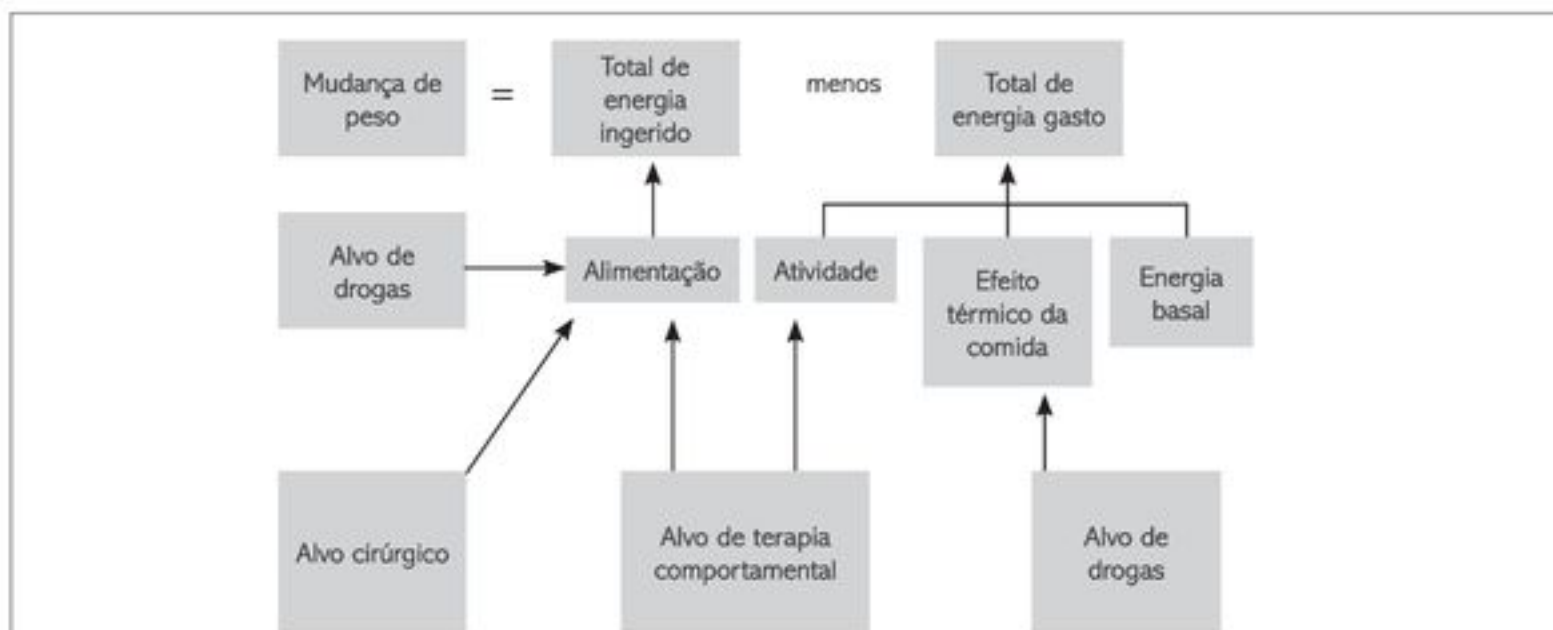 Mudança de
peso
=
Total de
energia
ingerido
menos
Total de
energia gasto
Alvo de
drogas
Alimentação
Atividade
Efeito
térmico da
comida
Energia
basal
Alvo cirúrgico
Alvo de terapia
comportamental
Alvo de
drogas